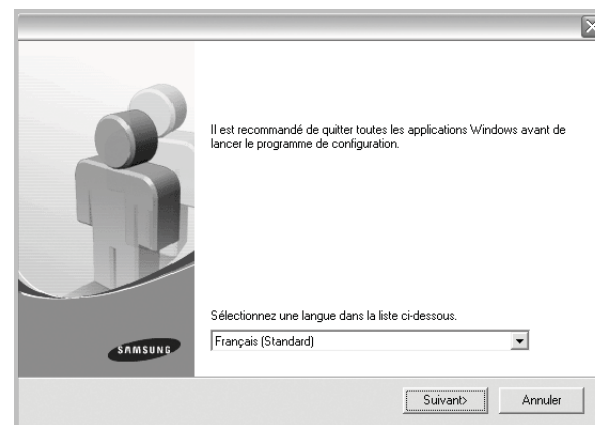 Il est recommandé de quitter toutes les applications Windows avant de
lancer le programme de configuration.
Sélectionnez une langue dans la liste ci-dessous.
Français (Standard)
SAMSUNG
Suivant>
Annuler